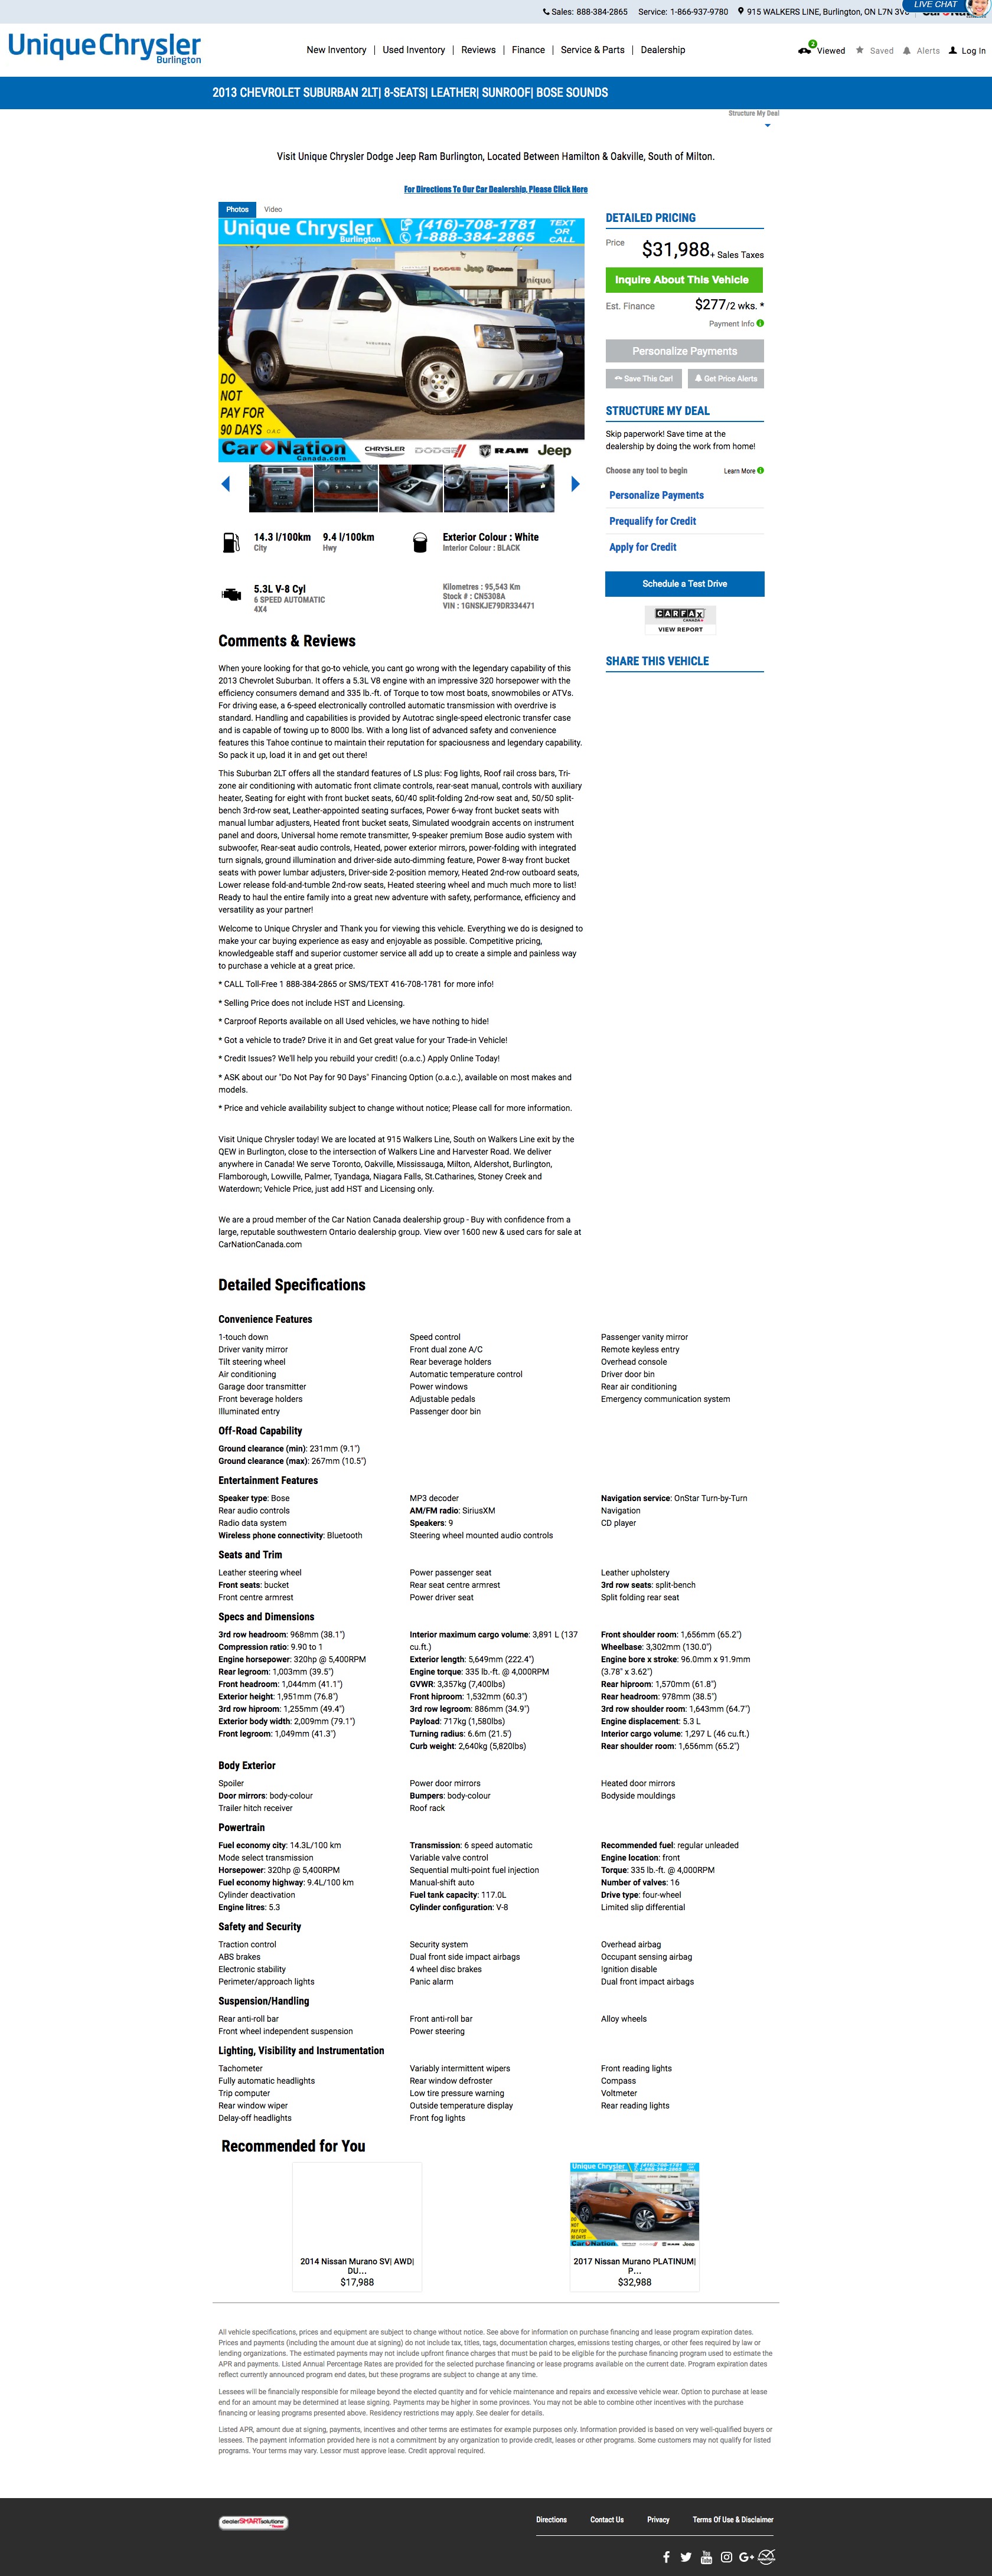 Sales: 888-384-2865 Service: 1-866-937-9780 915 WALKERS LINE, Burlington, ON L7N 3V8
LIVE CHAT
Unique Chrysler
Burlington
New Inventory | Used Inventory | Reviews | Finance | Service & Parts | Dealership
2 Viewed Saved Alerts Log In
2013 CHEVROLET SUBURBAN 2LT| 8-SEATS| LEATHER| SUNROOF| BOSE SOUNDS
Structure My Deal
Visit Unique Chrysler Dodge Jeep Ram Burlington, Located Between Hamilton & Oakville, South of Milton.
For Directions To Our Car Dealership, Please Click Here
Photos Video
Unique Chrysler
Burlington
(416)-708-1781
1-888-384-2865
TEXT
OR
CALL
Unique
SUBURBAN
DO
NOT
PAY FOR
90 DAYS O.A.C
Car Nation
Canada.com
CHRYSLER DODGE RAM Jeep
DETAILED PRICING
Price $31,988 + Sales Taxes
Inquire About This Vehicle
Est. Finance $277/2 wks. *
Payment Info
Personalize Payments
Save This Car! Get Price Alerts
STRUCTURE MY DEAL
Skip paperwork! Save time at the
dealership by doing the work from home!
Choose any tool to begin Learn More
Personalize Payments
Prequalify for Credit
Apply for Credit
Schedule a Test Drive
CARFAX
CANADA
VIEW REPORT
SHARE THIS VEHICLE
14.3 l/100km 9.4 l/100km
City Hwy
Exterior Colour : White
Interior Colour : BLACK
5.3L V-8 Cyl
6 SPEED AUTOMATIC
4X4
Kilometres : 95,543 Km
Stock # : CN5308A
VIN : 1GNSKJE79DR334471
Comments & Reviews
When youre looking for that go-to vehicle, you cant go wrong with the legendary capability of this
2013 Chevrolet Suburban. It offers a 5.3L V8 engine with an impressive 320 horsepower with the
efficiency consumers demand and 335 lb.-ft. of Torque to tow most boats, snowmobiles or ATVs.
For driving ease, a 6-speed electronically controlled automatic transmission with overdrive is
standard. Handling and capabilities is provided by Autotrac single-speed electronic transfer case
and is capable of towing up to 8000 lbs. With a long list of advanced safety and convenience
features this Tahoe continue to maintain their reputation for spaciousness and legendary capability.
So pack it up, load it in and get out there!
This Suburban 2LT offers all the standard features of LS plus: Fog lights, Roof rail cross bars, Tri-
zone air conditioning with automatic front climate controls, rear-seat manual, controls with auxiliary
heater, Seating for eight with front bucket seats, 60/40 split-folding 2nd-row seat and, 50/50 split-
bench 3rd-row seat, Leather-appointed seating surfaces, Power 6-way front bucket seats with
manual lumbar adjusters, Heated front bucket seats, Simulated woodgrain accents on instrument
panel and doors, Universal home remote transmitter, 9-speaker premium Bose audio system with
subwoofer, Rear-seat audio controls, Heated, power exterior mirrors, power-folding with integrated
turn signals, ground illumination and driver-side auto-dimming feature, Power 8-way front bucket
seats with power lumbar adjusters, Driver-side 2-position memory, Heated 2nd-row outboard seats,
Lower release fold-and-tumble 2nd-row seats, Heated steering wheel and much much more to list!
Ready to haul the entire family into a great new adventure with safety, performance, efficiency and
versatility as your partner!
Welcome to Unique Chrysler and Thank you for viewing this vehicle. Everything we do is designed to
make your car buying experience as easy and enjoyable as possible. Competitive pricing,
knowledgeable staff and superior customer service all add up to create a simple and painless way
to purchase a vehicle at a great price.
* CALL Toll-Free 1 888-384-2865 or SMS/TEXT 416-708-1781 for more info!
* Selling Price does not include HST and Licensing.
* Carproof Reports available on all Used vehicles, we have nothing to hide!
* Got a vehicle to trade? Drive it in and Get great value for your Trade-in Vehicle!
* Credit Issues? We'll help you rebuild your credit! (o.a.c.) Apply Online Today!
* ASK about our "Do Not Pay for 90 Days" Financing Option (o.a.c.), available on most makes and
models.
* Price and vehicle availability subject to change without notice; Please call for more information.
Visit Unique Chrysler today! We are located at 915 Walkers Line, South on Walkers Line exit by the
QEW in Burlington, close to the intersection of Walkers Line and Harvester Road. We deliver
anywhere in Canada! We serve Toronto, Oakville, Mississauga, Milton, Aldershot, Burlington,
Flamborough, Lowville, Palmer, Tyandaga, Niagara Falls, St.Catharines, Stoney Creek and
Waterdown; Vehicle Price, just add HST and Licensing only.
We are a proud member of the Car Nation Canada dealership group - Buy with confidence from a
large, reputable southwestern Ontario dealership group. View over 1600 new & used cars for sale at
CarNationCanada.com
Detailed Specifications
Convenience Features
1-touch down Speed control Passenger vanity mirror
Driver vanity mirror Front dual zone A/C Remote keyless entry
Tilt steering wheel Rear beverage holders Overhead console
Air conditioning Automatic temperature control Driver door bin
Garage door transmitter Power windows Rear air conditioning
Front beverage holders Adjustable pedals Emergency communication system
Illuminated entry Passenger door bin
Off-Road Capability
Ground clearance (min): 231mm (9.1")
Ground clearance (max): 267mm (10.5")
Entertainment Features
Speaker type: Bose MP3 decoder Navigation service: OnStar Turn-by-Turn
Rear audio controls AM/FM radio: SiriusXM Navigation
Radio data system Speakers: 9 CD player
Wireless phone connectivity: Bluetooth Steering wheel mounted audio controls
Seats and Trim
Leather steering wheel Power passenger seat Leather upholstery
Front seats: bucket Rear seat centre armrest 3rd row seats: split-bench
Front centre armrest Power driver seat Split folding rear seat
Specs and Dimensions
3rd row headroom: 968mm (38.1") Interior maximum cargo volume: 3,891 L (137 Front shoulder room: 1,656mm (65.2")
Compression ratio: 9.90 to 1 cu.ft.) Wheelbase: 3,302mm (130.0")
Engine horsepower: 320hp @ 5,400RPM Exterior length: 5,649mm (222.4") Engine bore x stroke: 96.0mm x 91.9mm
Rear legroom: 1,003mm (39.5") Engine torque: 335 lb.-ft. @ 4,000RPM (3.78" x 3.62")
Front headroom: 1,044mm (41.1") GVWR: 3,357kg (7,400lbs) Rear hiproom: 1,570mm (61.8")
Exterior height: 1,951mm (76.8") Front hiproom: 1,532mm (60.3") Rear headroom: 978mm (38.5")
3rd row hiproom: 1,255mm (49.4") 3rd row legroom: 886mm (34.9") 3rd row shoulder room: 1,643mm (64.7")
Exterior body width: 2,009mm (79.1") Payload: 717kg (1,580lbs) Engine displacement: 5.3 L
Front legroom: 1,049mm (41.3") Turning radius: 6.6m (21.5') Interior cargo volume: 1,297 L (46 cu.ft.)
Curb weight: 2,640kg (5,820lbs) Rear shoulder room: 1,656mm (65.2")
Body Exterior
Spoiler Power door mirrors Heated door mirrors
Door mirrors: body-colour Bumpers: body-colour Bodyside mouldings
Trailer hitch receiver Roof rack
Powertrain
Fuel economy city: 14.3L/100 km Transmission: 6 speed automatic Recommended fuel: regular unleaded
Mode select transmission Variable valve control Engine location: front
Horsepower: 320hp @ 5,400RPM Sequential multi-point fuel injection Torque: 335 lb.-ft. @ 4,000RPM
Fuel economy highway: 9.4L/100 km Manual-shift auto Number of valves: 16
Cylinder deactivation Fuel tank capacity: 117.0L Drive type: four-wheel
Engine litres: 5.3 Cylinder configuration: V-8 Limited slip differential
Safety and Security
Traction control Security system Overhead airbag
ABS brakes Dual front side impact airbags Occupant sensing airbag
Electronic stability 4 wheel disc brakes Ignition disable
Perimeter/approach lights Panic alarm Dual front impact airbags
Suspension/Handling
Rear anti-roll bar Front anti-roll bar Alloy wheels
Front wheel independent suspension Power steering
Lighting, Visibility and Instrumentation
Tachometer Variably intermittent wipers Front reading lights
Fully automatic headlights Rear window defroster Compass
Trip computer Low tire pressure warning Voltmeter
Rear window wiper Outside temperature display Rear reading lights
Delay-off headlights Front fog lights
Recommended for You
2014 Nissan Murano SV| AWD|
DU...
$17,988
Unique Chrysler
Car Nation
2017 Nissan Murano PLATINUM|
P...
$32,988
All vehicle specifications, prices and equipment are subject to change without notice. See above for information on purchase financing and lease program expiration dates.
Prices and payments (including the amount due at signing) do not include tax, titles, tags, documentation charges, emissions testing charges, or other fees required by law or
lending organizations. The estimated payments may not include upfront finance charges that must be paid to be eligible for the purchase financing program used to estimate the
APR and payments. Listed Annual Percentage Rates are provided for the selected purchase financing or lease programs available on the current date. Program expiration dates
reflect currently announced program end dates, but these programs are subject to change at any time.
Lessees will be financially responsible for mileage beyond the elected quantity and for vehicle maintenance and repairs and excessive vehicle wear. Option to purchase at lease
end for an amount may be determined at lease signing. Payments may be higher in some provinces. You may not be able to combine other incentives with the purchase
financing or leasing programs presented above. Residency restrictions may apply. See dealer for details.
Listed APR, amount due at signing, payments, incentives and other terms are estimates for example purposes only. Information provided is based on very well-qualified buyers or
lessees. The payment information provided here is not a commitment by any organization to provide credit, leases or other programs. Some customers may not qualify for listed
programs. Your terms may vary. Lessor must approve lease. Credit approval required.
dealerSMARTsolutions
Directions Contact Us Privacy Terms Of Use & Disclaimer